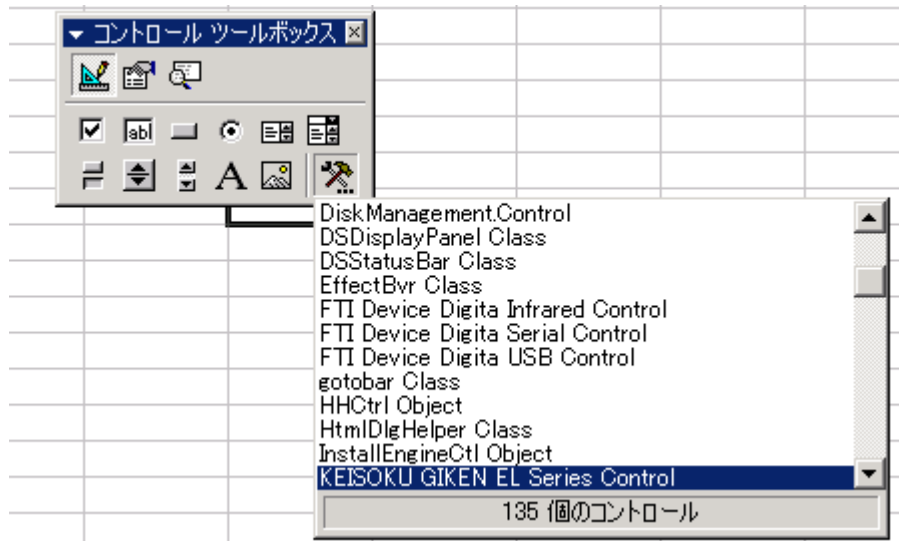 コントロール ツールボックス
abl
A
DiskManagement.Control
DSDisplayPanel Class
DSStatusBar Class
EffectBvr Class
FTI Device Digita Infrared Control
FTI Device Digita Serial Control
FTI Device Digita USB Control
gotobar Class
HHCtrl Object
HtmlDlgHelper Class
InstallEngineCtl Object
KEISOKU GIKEN EL Series Control
135 個のコントロール